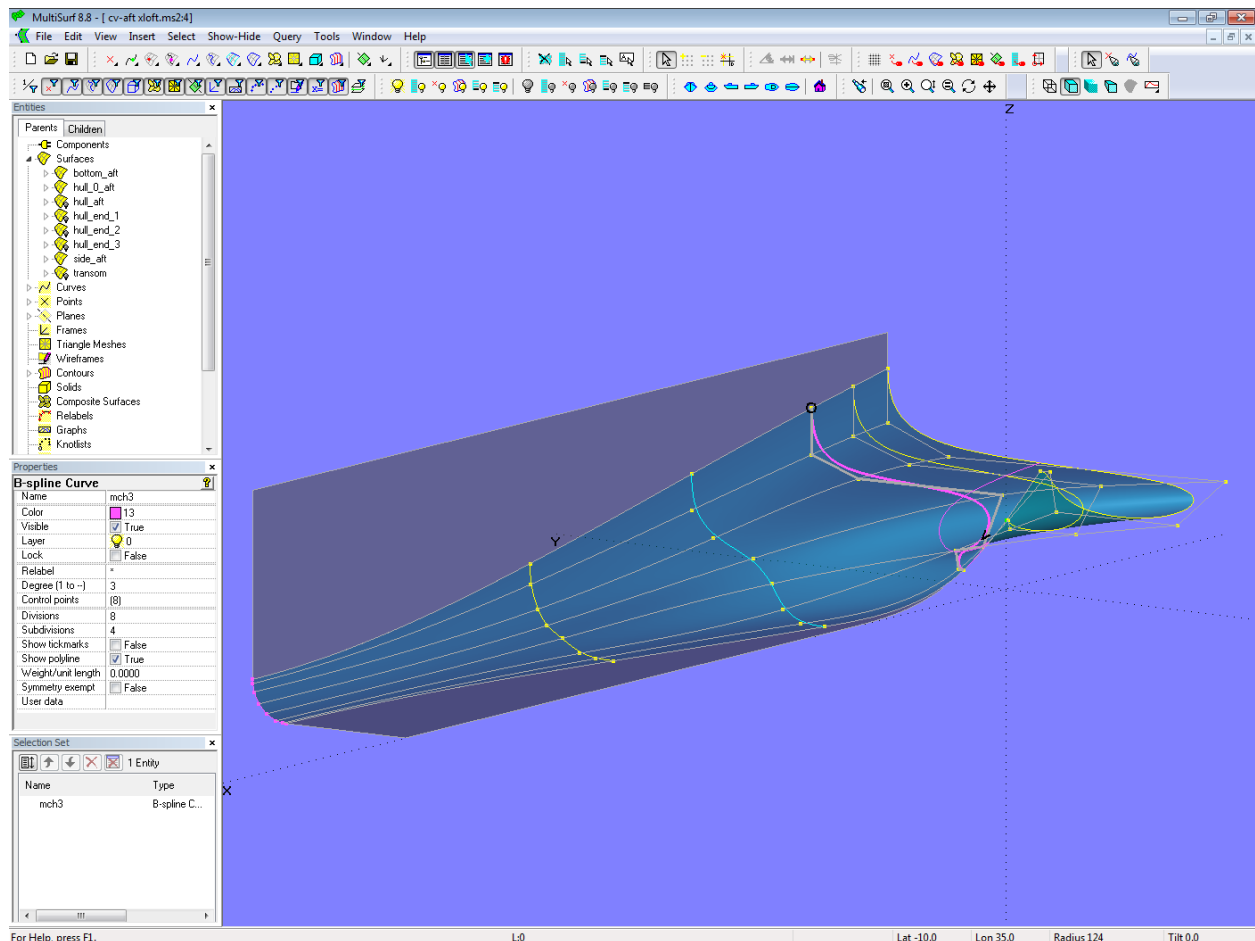 MultiSurf 8.8 - [ cv-aft xloft.ms2:4]
File Edit View Insert Select Show-Hide Query Tools Window Help
Entities
Parents Children
Components
Surfaces
bottom_aft
hull_0_aft
hull_aft
hull_end_1
hull_end_2
hull_end_3
side_aft
transom
Curves
Points
Planes
Frames
Triangle Meshes
Wireframes
Contours
Solids
Composite Surfaces
Relabels
Graphs
Knotlists
Properties
B-spline Curve
Name mch3
Color 13
Visible True
Layer 0
Lock False
Relabel *
Degree (1 to --) 3
Control points (8)
Divisions 8
Subdivisions 4
Show tickmarks False
Show polyline True
Weight/unit length 0.0000
Symmetry exempt False
User data
Selection Set
1 Entity
Name Type
mch3 B-spline C...
Z
Y
X
For Help, press F1. L:0 Lat -10.0 Lon 35.0 Radius 124 Tilt 0.0